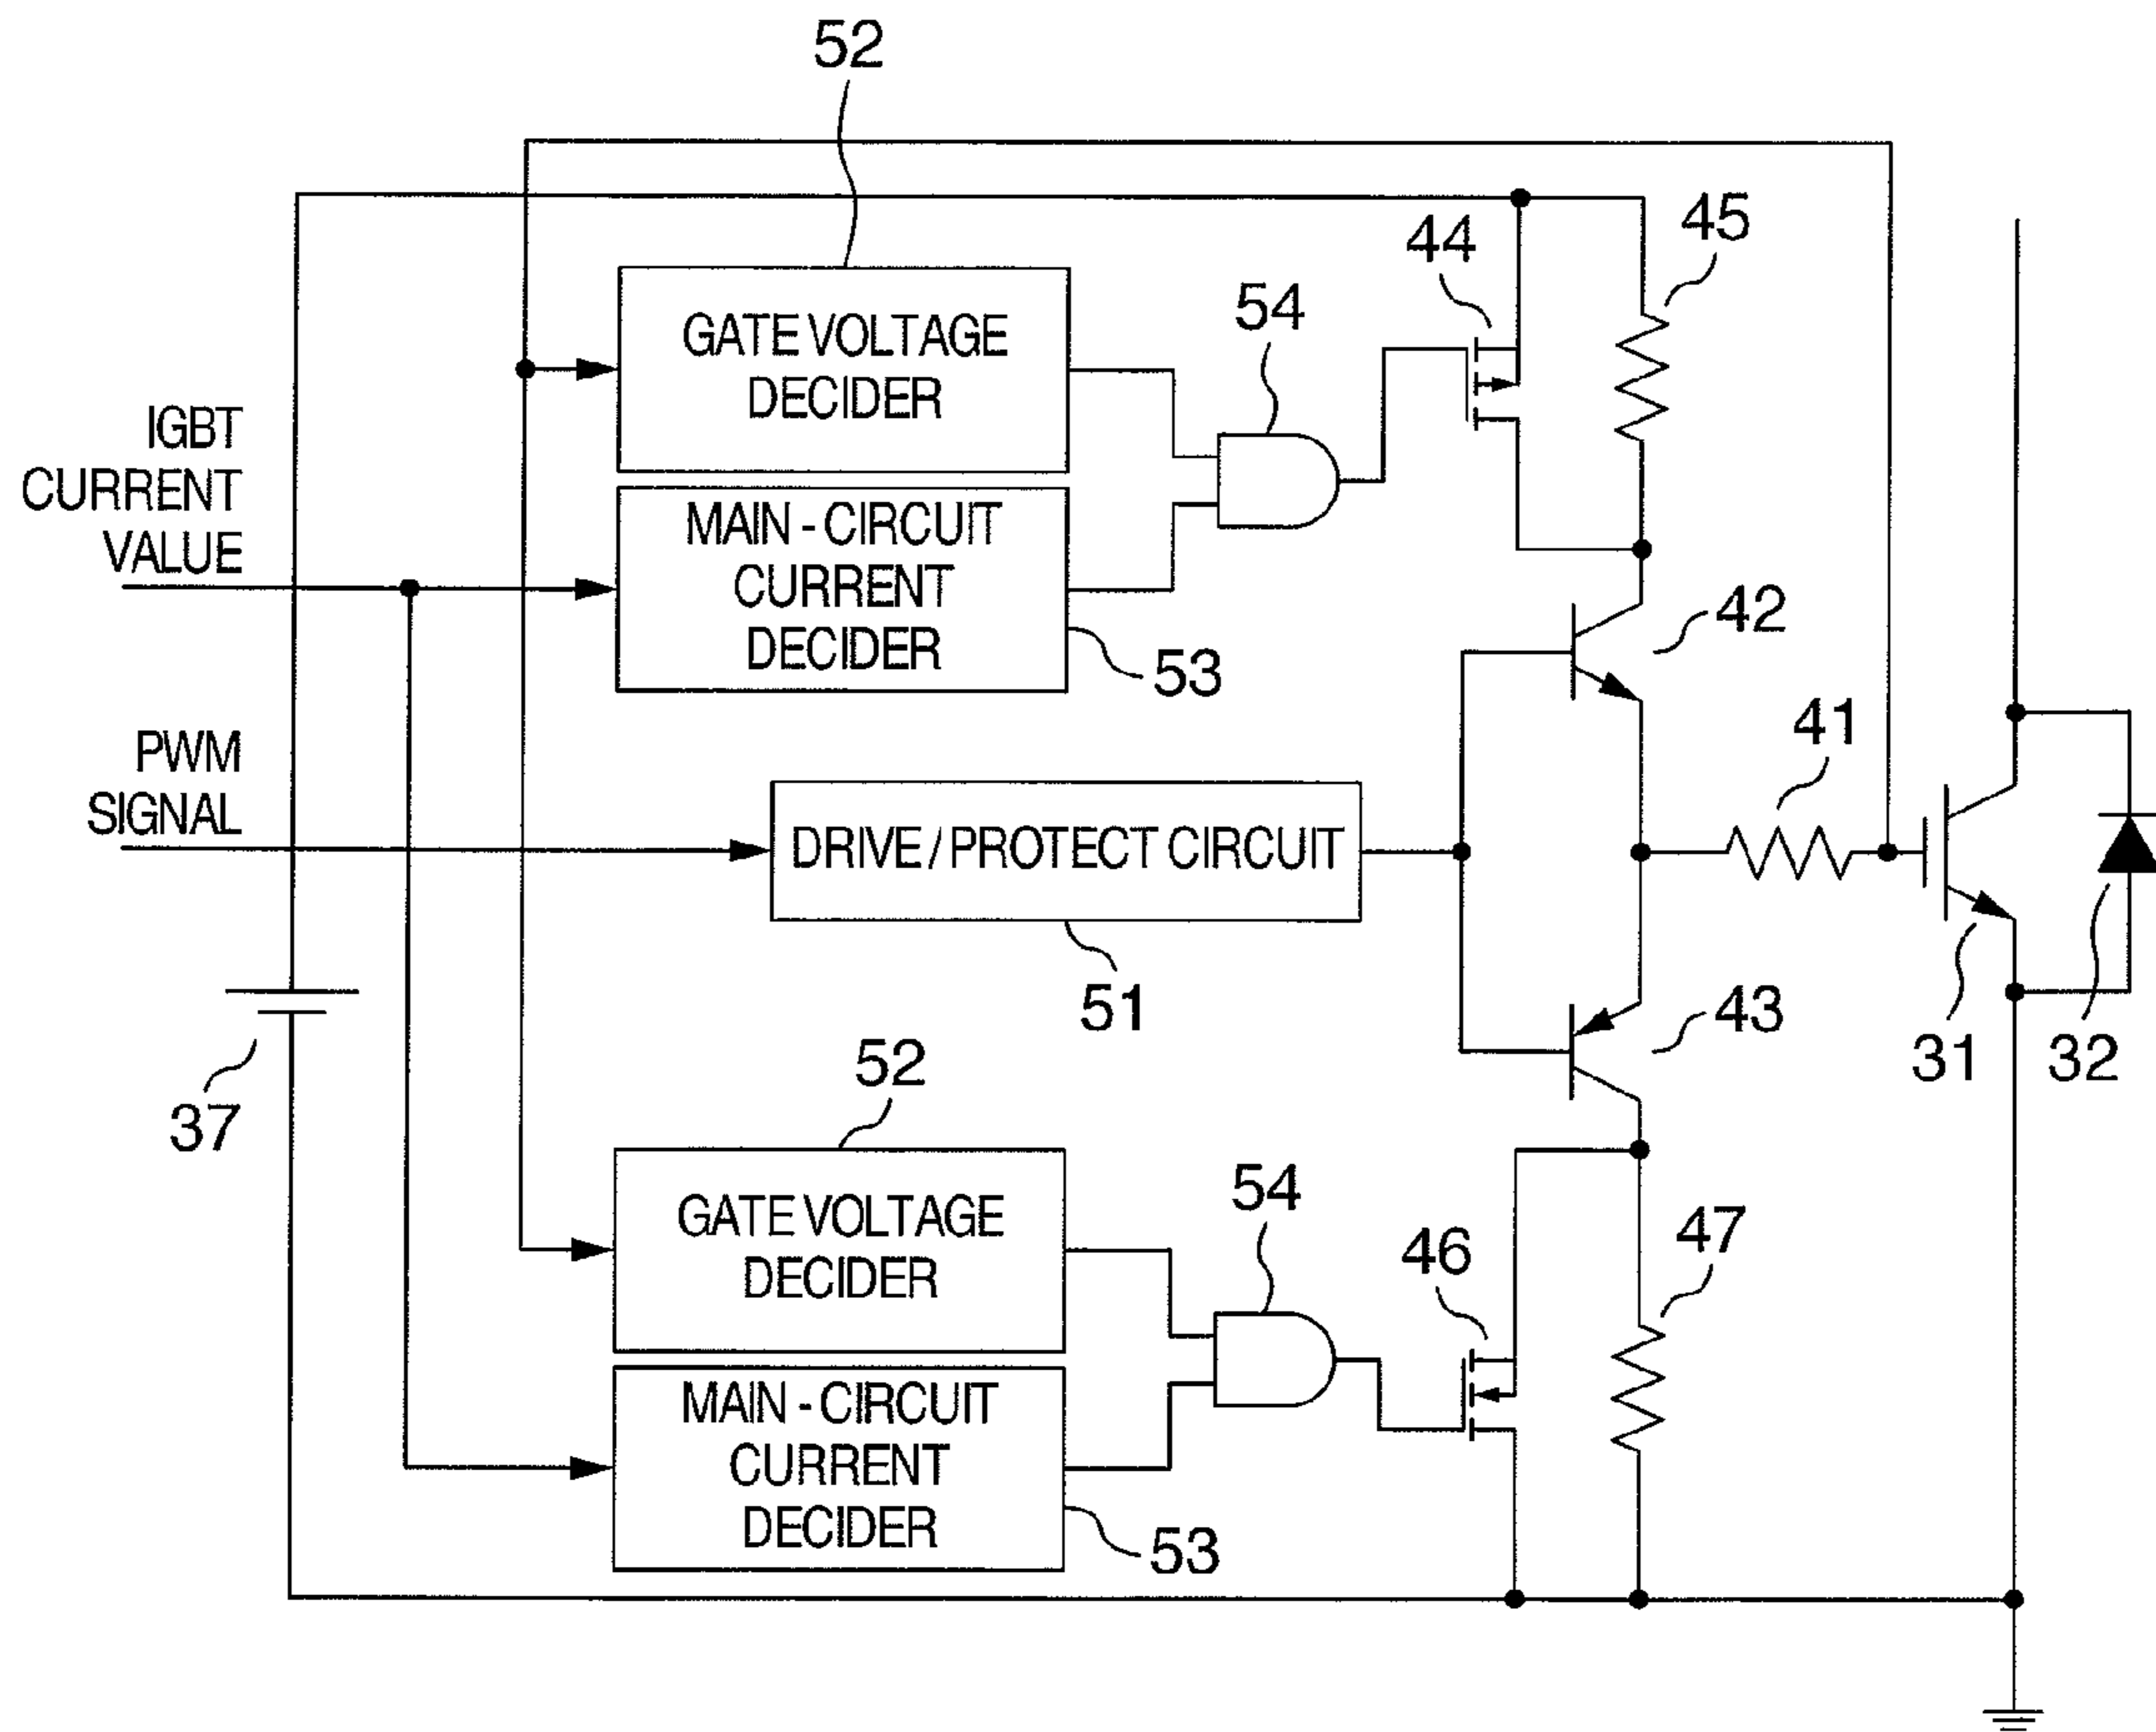 52
45
44
54
GATE VOLTAGE
DECIDER
IGBT
CURRENT
VALUE
MAIN - CIRCUIT
CURRENT
DECIDER
53
42
41
PWM
SIGNAL
DRIVE / PROTECT CIRCUIT
51
43
31
32
37
52
GATE VOLTAGE
DECIDER
54
46
47
MAIN - CIRCUIT
CURRENT
DECIDER
53